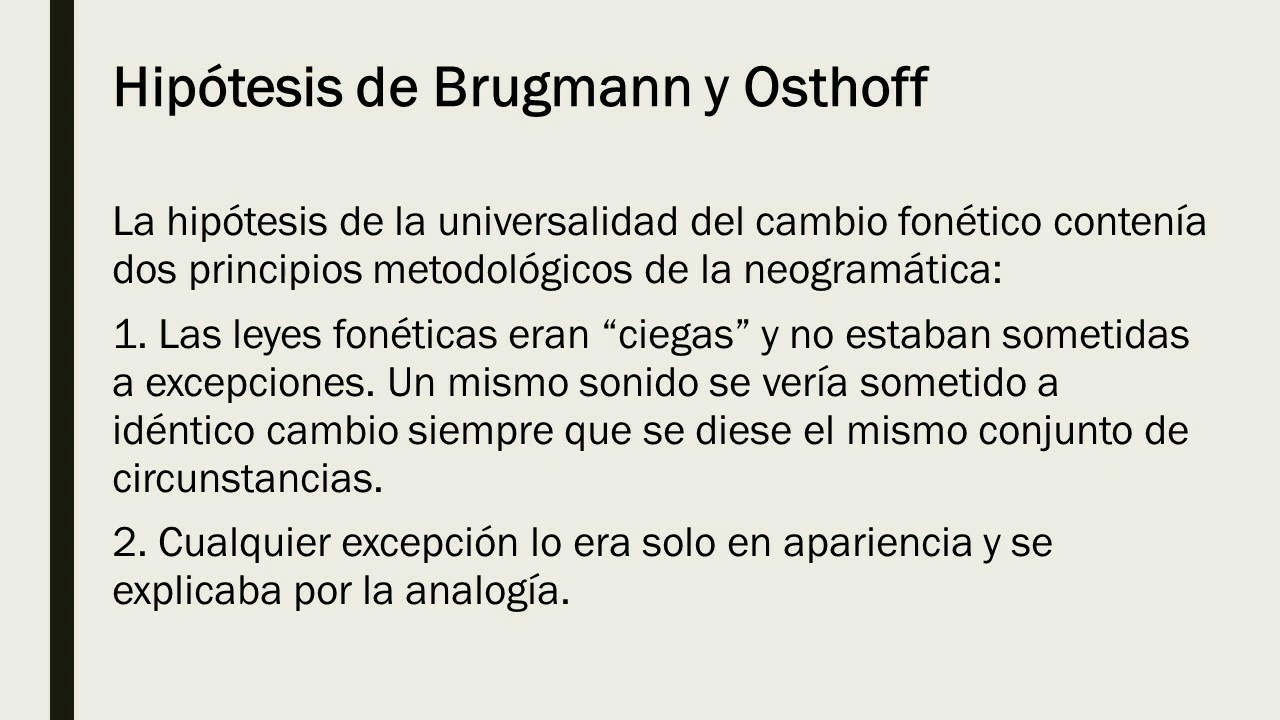 Hipótesis de Brugmann y Osthoff
La hipótesis de la universalidad del cambio fonético contenía
dos principios metodológicos de la neogramática:
1. Las leyes fonéticas eran “ciegas” y no estaban sometidas
a excepciones. Un mismo sonido se vería sometido a
idéntico cambio siempre que se diese el mismo conjunto de
circunstancias.
2. Cualquier excepción lo era solo en apariencia y se
explicaba por la analogía.